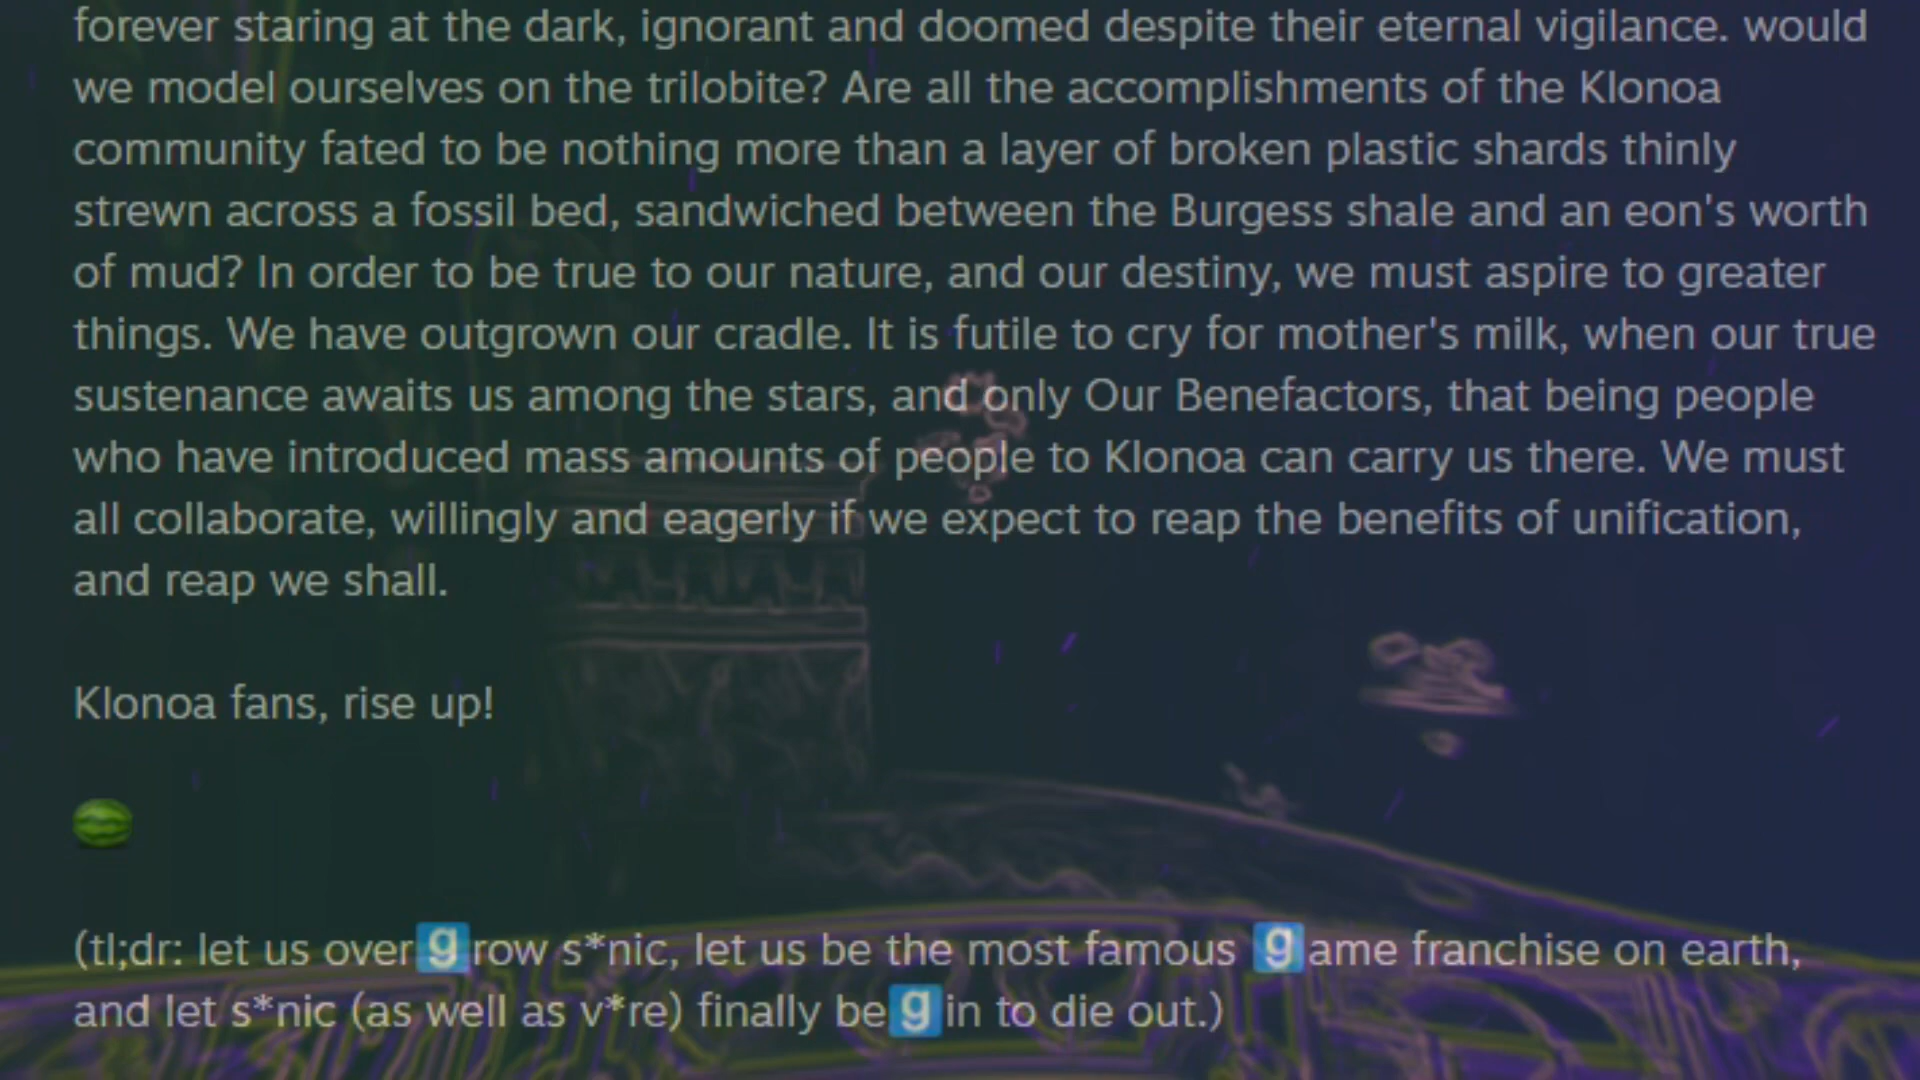 forever staring at the dark, ignorant and doomed despite their eternal vigilance. would
we model ourselves on the trilobite? Are all the accomplishments of the Klonoa
community fated to be nothing more than a layer of broken plastic shards thinly
strewn across a fossil bed, sandwiched between the Burgess shale and an eon's worth
of mud? In order to be true to our nature, and our destiny, we must aspire to greater
things. We have outgrown our cradle. It is futile to cry for mother's milk, when our true
sustenance awaits us among the stars, and only Our Benefactors, that being people
who have introduced mass amounts of people to Klonoa can carry us there. We must
all collaborate, willingly and eagerly if we expect to reap the benefits of unification,
and reap we shall.
Klonoa fans, rise up!
🍉
(tl;dr: let us overgrow s*nic, let us be the most famous game franchise on earth,
and let s*nic (as well as v*re) finally begin to die out.)